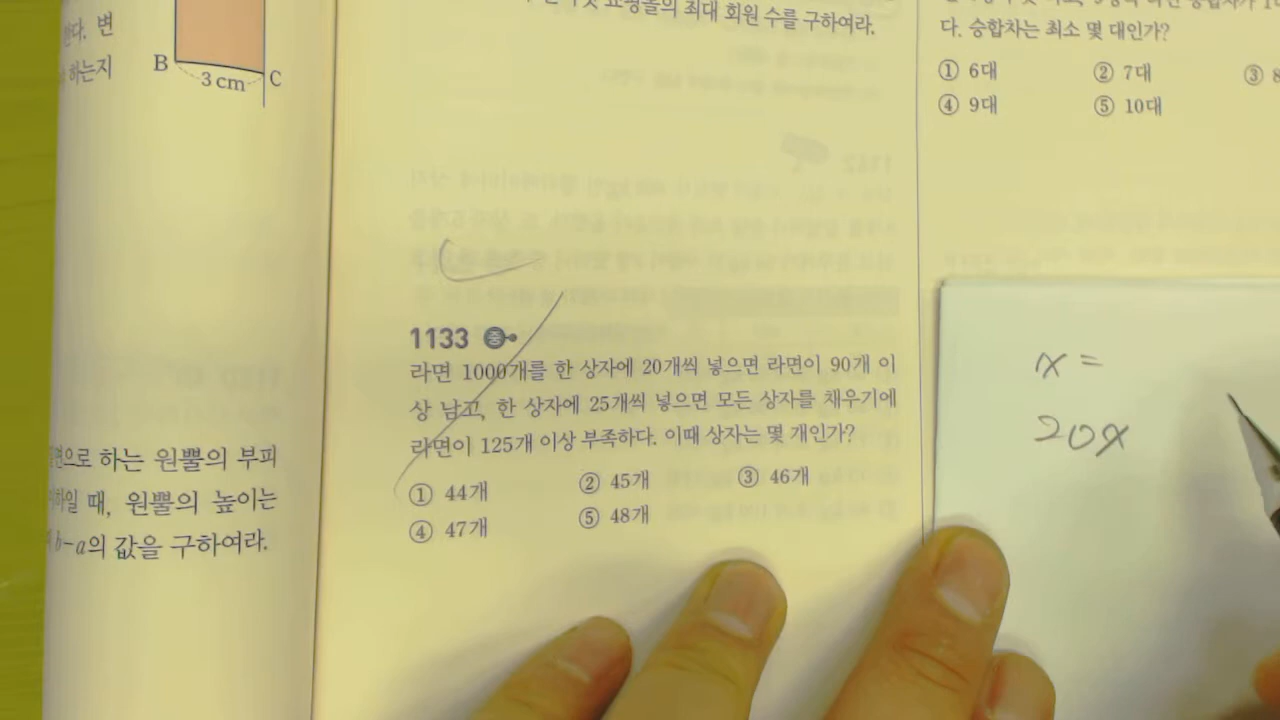 한다. 변
하는지
B
3 cm
C
원뿔의 부피
때, 원뿔의 높이는
b-a의 값을 구하여라.
쇼핑몰의 최대 회원 수를 구하여라.
1133 중
라면 1000개를 한 상자에 20개씩 넣으면 라면이 90개 이
상 남고, 한 상자에 25개씩 넣으면 모든 상자를 채우기에
라면이 125개 이상 부족하다. 이때 상자는 몇 개인가?
① 44개 ② 45개 ③ 46개
④ 47개 ⑤ 48개
다. 승합차는 최소 몇 대인가?
① 6대 ② 7대 ③ 8
④ 9대 ⑤ 10대
x =
20x